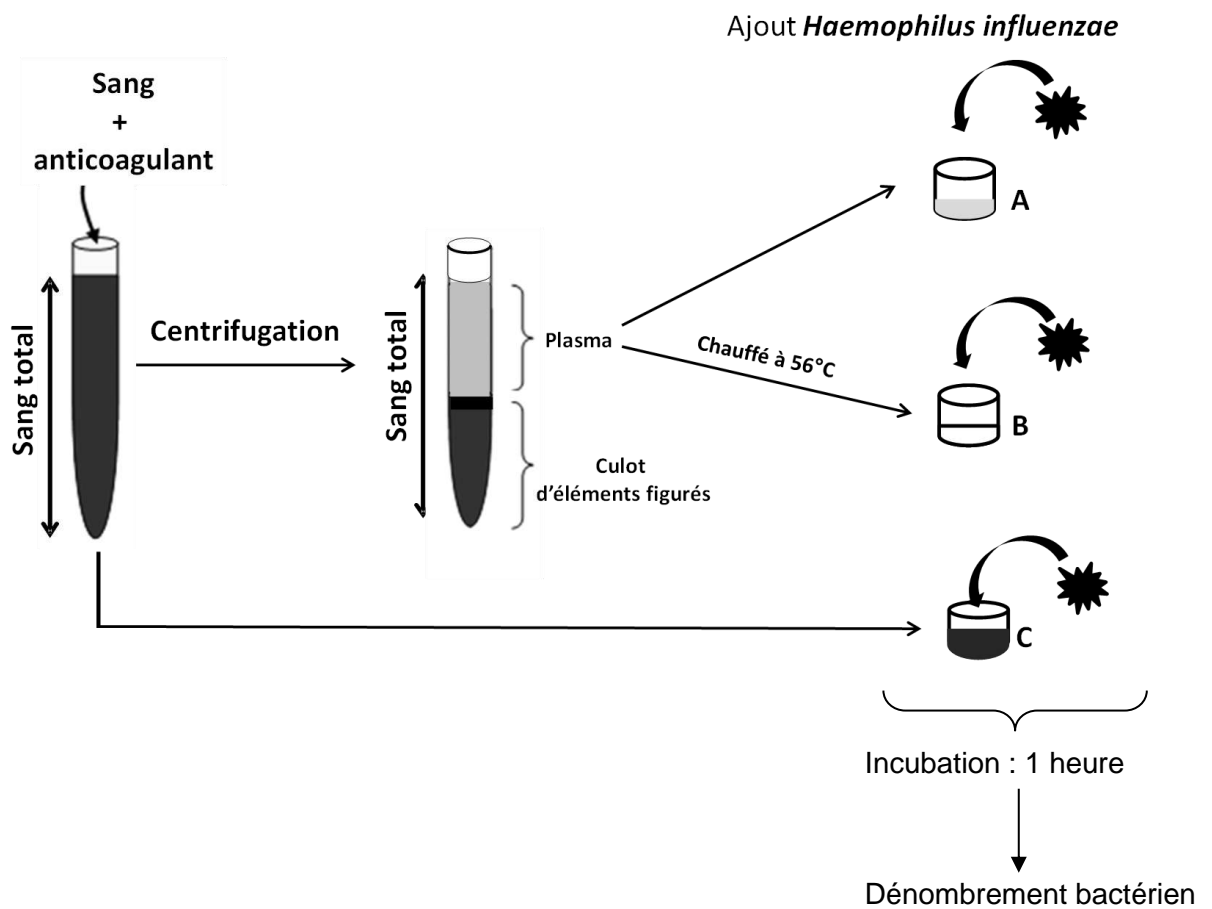 Ajout Haemophilus influenzae
Sang
+
anticoagulant
Sang total
Centrifugation
Sang total
Plasma
Culot
d'éléments figurés
Chauffé à 56°C
A
B
C
Incubation : 1 heure
Dénombrement bactérien